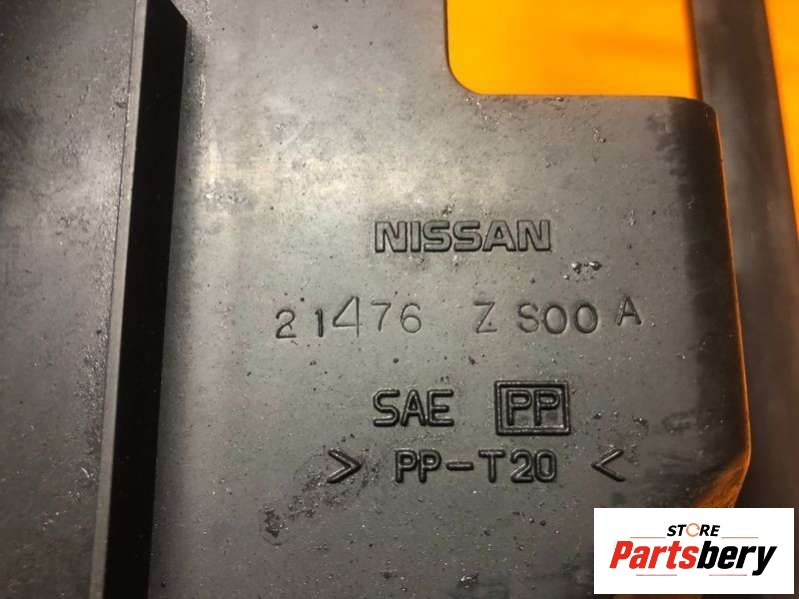 NISSAN
21476 ZS00A
SAE PP
> PP-T20 <
STORE
Partsbery